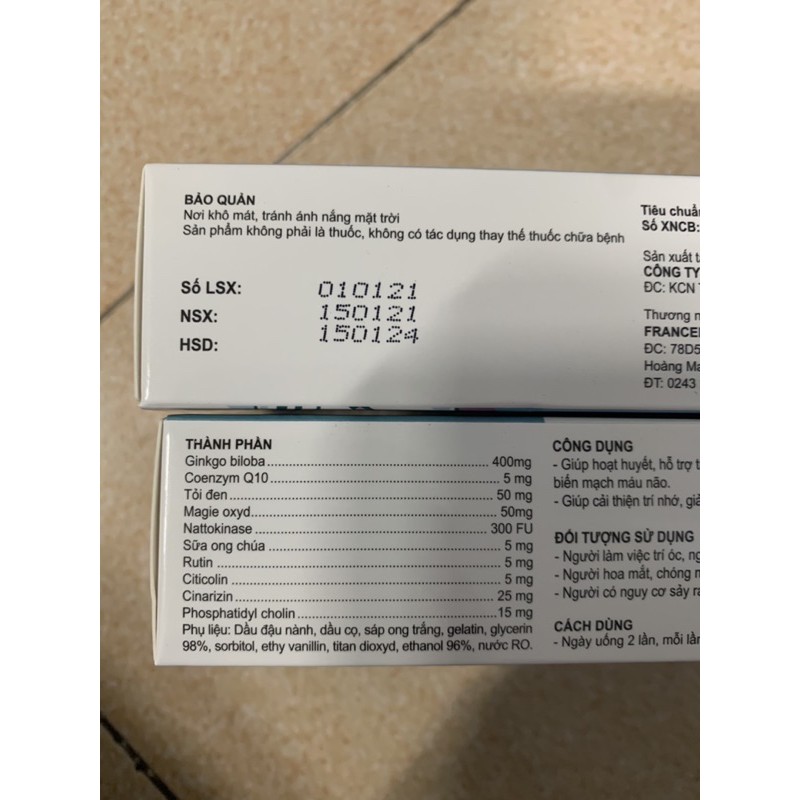 BẢO QUẢN
Nơi khô mát, tránh ánh nắng mặt trời
Sản phẩm không phải là thuốc, không có tác dụng thay thế thuốc chữa bệnh
Số LSX: 010121
NSX: 150121
HSD: 150124
Tiêu chuẩ
Số XNCB:
Sản xuất t
CÔNG TY
ĐC: KCN
Thương n
FRANCE
ĐC: 78D5
Hoàng Ma
ĐT: 0243
THÀNH PHẦN
Ginkgo biloba 400mg
Coenzym Q10 5 mg
Tỏi đen 50 mg
Magie oxyd 50mg
Nattokinase 300 FU
Sữa ong chúa 5 mg
Rutin 5 mg
Citicolin 5 mg
Cinarizin 25 mg
Phosphatidyl cholin 15 mg
Phụ liệu: Dầu đậu nành, dầu cọ, sáp ong trắng, gelatin, glycerin
98%, sorbitol, ethy vanillin, titan dioxyd, ethanol 96%, nước RO.
CÔNG DỤNG
- Giúp hoạt huyết, hỗ trợ t
biến mạch máu não.
- Giúp cải thiện trí nhớ, giả
ĐỐI TƯỢNG SỬ DỤNG
- Người làm việc trí óc, ng
- Người hoa mắt, chóng n
- Người có nguy cơ sảy ra
CÁCH DÙNG
- Ngày uống 2 lần, mỗi lần